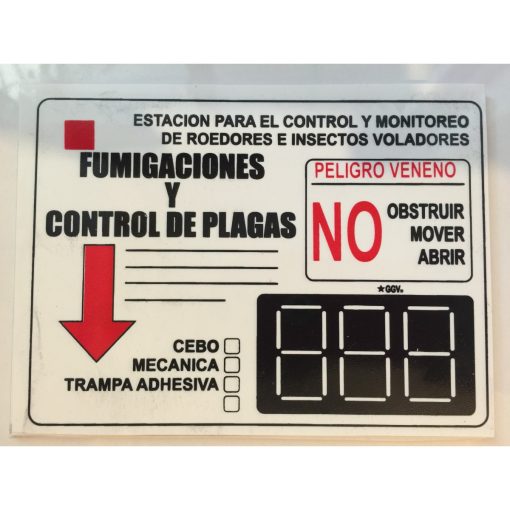 ESTACION PARA EL CONTROL Y MONITOREO
DE ROEDORES E INSECTOS VOLADORES
FUMIGACIONES
Y
CONTROL DE PLAGAS
PELIGRO VENENO
NO
OBSTRUIR
MOVER
ABRIR
★GGV®
CEBO
MECANICA
TRAMPA ADHESIVA
888